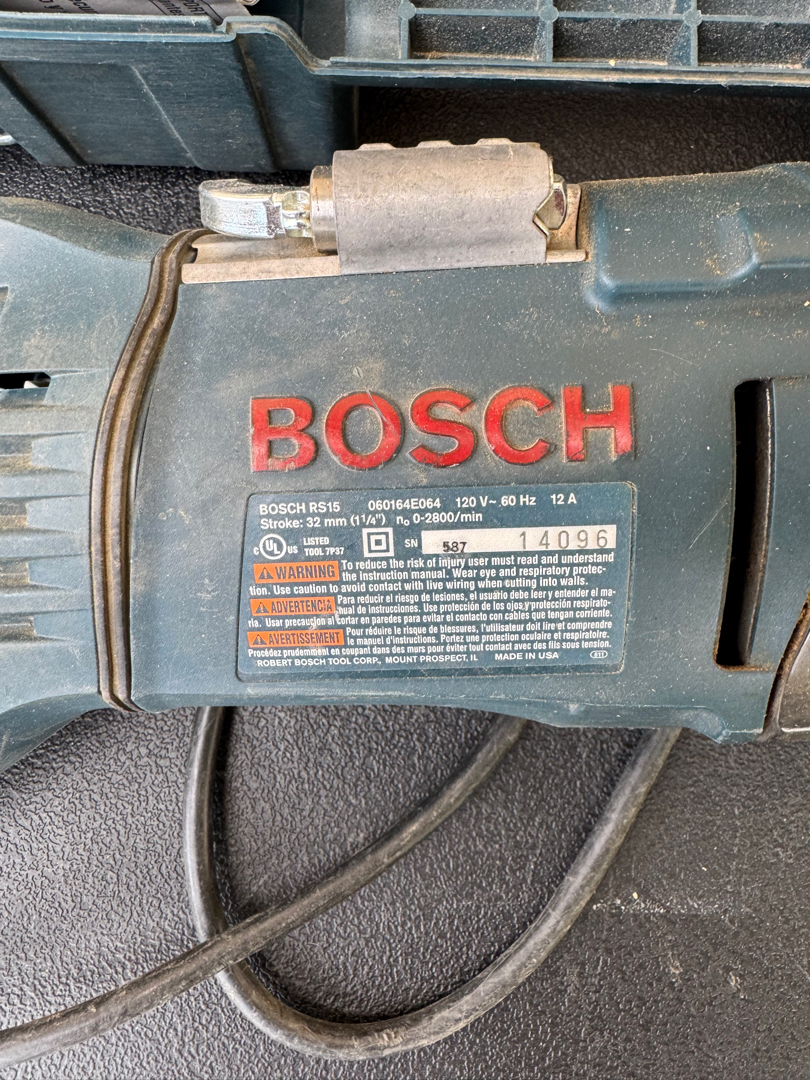 BOSCH
BOSCH RS15 060164E064 120 V~ 60 Hz 12 A
Stroke: 32 mm (1¼") n₀ 0-2800/min
C UL US LISTED TOOL 7P37 SN 587 14096
WARNING To reduce the risk of injury user must read and understand
the instruction manual. Wear eye and respiratory protec-
tion. Use caution to avoid contact with live wiring when cutting into walls.
ADVERTENCIA Para reducir el riesgo de lesiones, el usuario debe leer y entender el ma-
nual de instrucciones. Use protección de los ojos y protección respirato-
ria. Usar precaución al cortar en paredes para evitar el contacto con cables que tengan corriente.
AVERTISSEMENT Pour réduire le risque de blessures, l'utilisateur doit lire et comprendre
le manuel d'instructions. Portez une protection oculaire et respiratoire.
Procédez prudemment en coupant dans des murs pour éviter tout contact avec des fils sous tension.
ROBERT BOSCH TOOL CORP., MOUNT PROSPECT, IL MADE IN USA 811